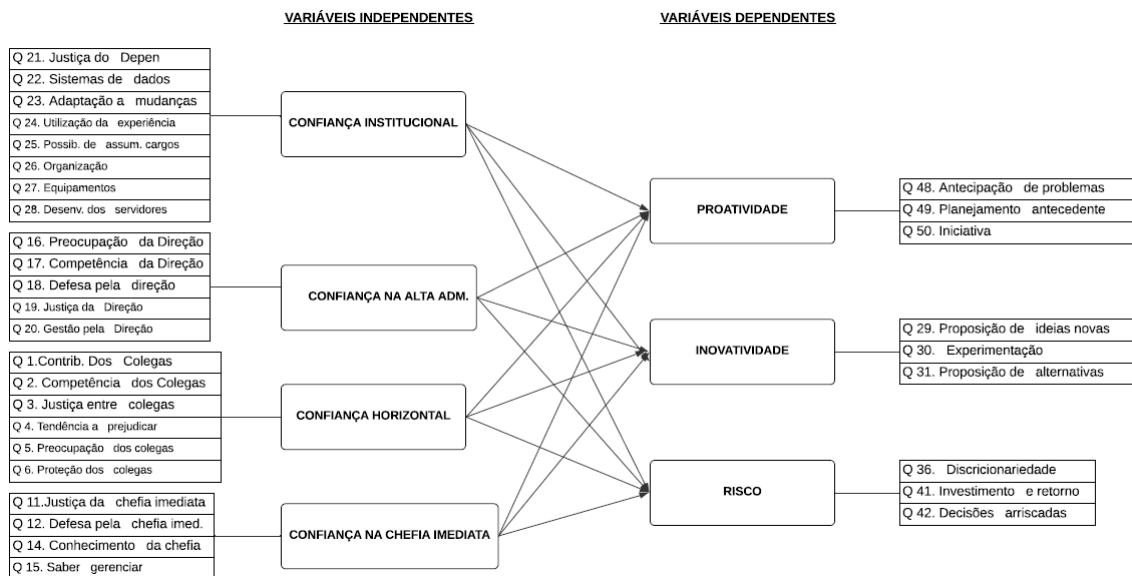 VARIÁVEIS INDEPENDENTES
VARIÁVEIS DEPENDENTES
Q 21. Justiça do Depen
Q 22. Sistemas de dados
Q 23. Adaptação a mudanças
Q 24. Utilização da experiência
Q 25. Possib. de assum. cargos
Q 26. Organização
Q 27. Equipamentos
Q 28. Desenv. dos servidores
Q 16. Preocupação da Direção
Q 17. Competência da Direção
Q 18. Defesa pela direção
Q 19. Justiça da Direção
Q 20. Gestão pela Direção
Q 1.Contrib. Dos Colegas
Q 2. Competência dos Colegas
Q 3. Justiça entre colegas
Q 4. Tendência a prejudicar
Q 5. Preocupação dos colegas
Q 6. Proteção dos colegas
Q 11.Justiça da chefia imediata
Q 12. Defesa pela chefia imed.
Q 14. Conhecimento da chefia
Q 15. Saber gerenciar
CONFIANÇA INSTITUCIONAL
CONFIANÇA NA ALTA ADM.
CONFIANÇA HORIZONTAL
CONFIANÇA NA CHEFIA IMEDIATA
PROATIVIDADE
INOVATIVIDADE
RISCO
Q 48. Antecipação de problemas
Q 49. Planejamento antecedente
Q 50. Iniciativa
Q 29. Proposição de ideias novas
Q 30. Experimentação
Q 31. Proposição de alternativas
Q 36. Discricionariedade
Q 41. Investimento e retorno
Q 42. Decisões arriscadas